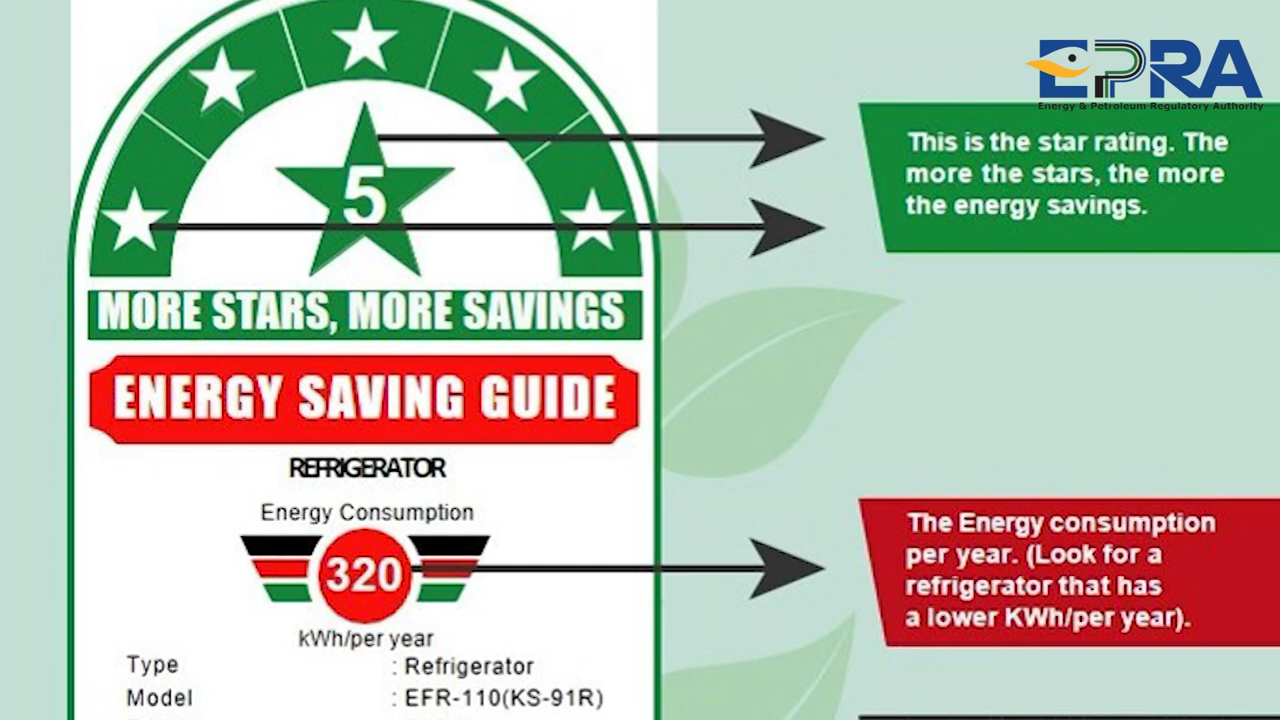 EPRA
Energy & Petroleum Regulatory Authority
This is the star rating. The
more the stars, the more
the energy savings.
5
MORE STARS, MORE SAVINGS
ENERGY SAVING GUIDE
REFRIGERATOR
Energy Consumption
320
kWh/per year
The Energy consumption
per year. (Look for a
refrigerator that has
a lower KWh/per year).
Type : Refrigerator
Model : EFR-110(KS-91R)